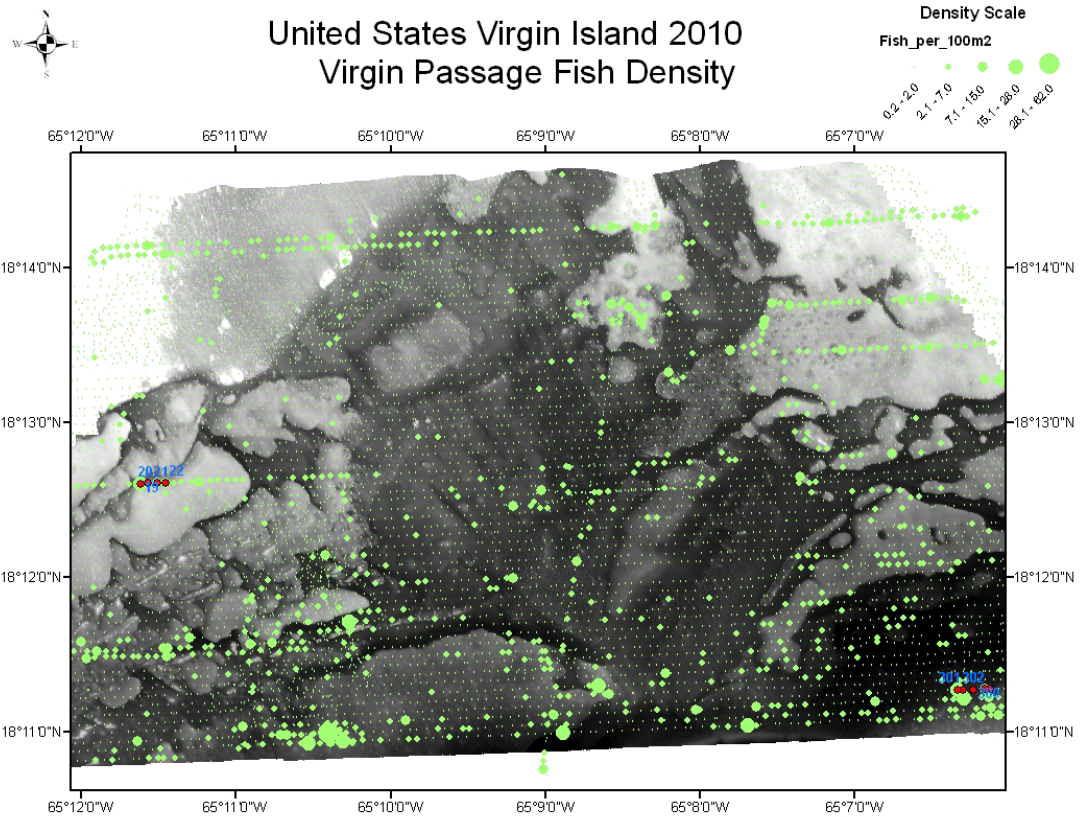 N
W E
S
United States Virgin Island 2010
Virgin Passage Fish Density
Density Scale
Fish_per_100m2
0.2 - 2.0
2.1 - 7.0
7.1 - 15.0
15.1 - 28.0
28.1 - 62.0
65°12'0"W 65°11'0"W 65°10'0"W 65°9'0"W 65°8'0"W 65°7'0"W
18°14'0"N 18°14'0"N
18°13'0"N 18°13'0"N
18°12'0"N 18°12'0"N
18°11'0"N 18°11'0"N
65°12'0"W 65°11'0"W 65°10'0"W 65°9'0"W 65°8'0"W 65°7'0"W